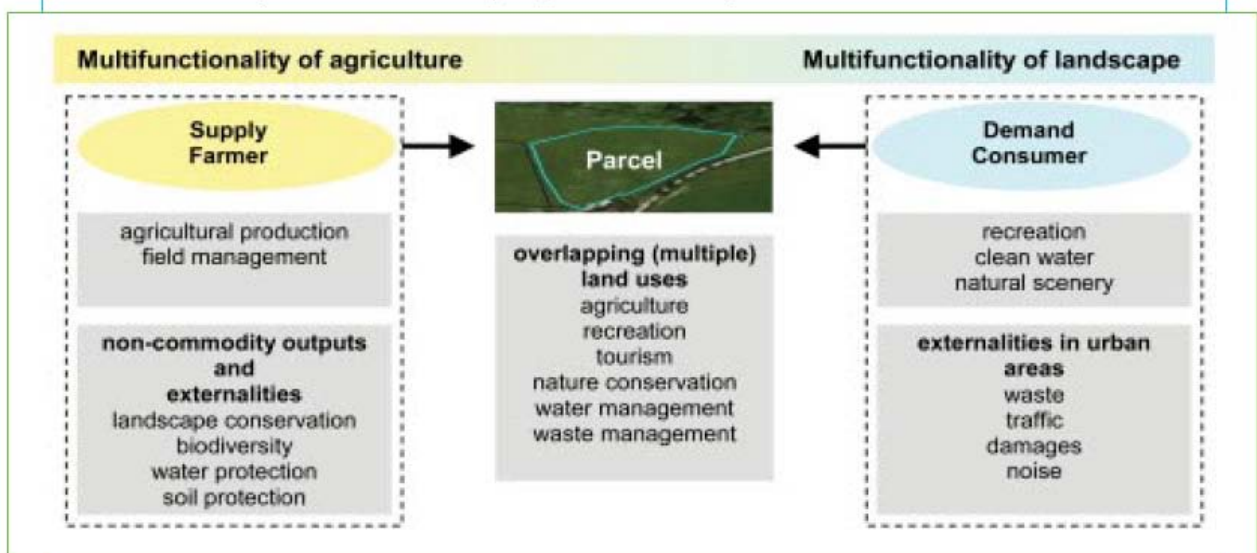 Multifunctionality of agriculture
Multifunctionality of landscape
Supply
Farmer
agricultural production
field management
non-commodity outputs
and
externalities
landscape conservation
biodiversity
water protection
soil protection
Parcel
overlapping (multiple)
land uses
agriculture
recreation
tourism
nature conservation
water management
waste management
Demand
Consumer
recreation
clean water
natural scenery
externalities in urban
areas
waste
traffic
damages
noise